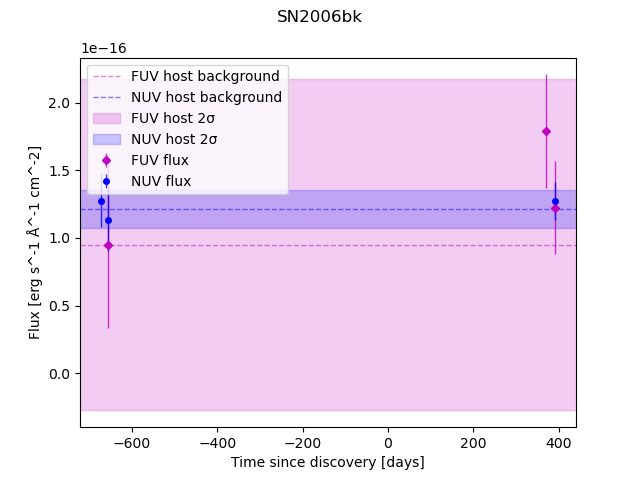 SN2006bk
1e−16
FUV host background
NUV host background
FUV host 2σ
NUV host 2σ
FUV flux
NUV flux
2.0
1.5
1.0
0.5
0.0
Flux [erg s^-1 Å^-1 cm^-2]
−600 −400 −200 0 200 400
Time since discovery [days]